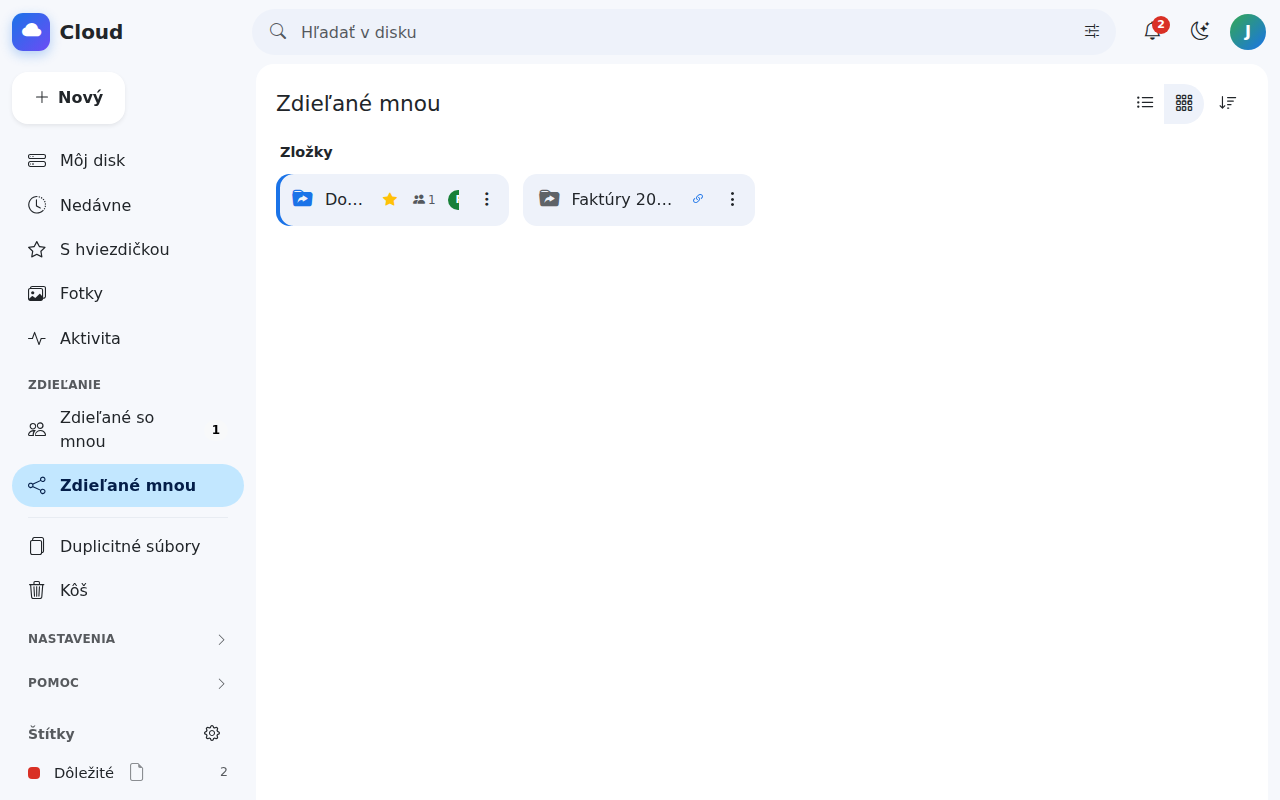 Cloud
Hľadať v disku
2
J
Nový
Zdieľané mnou
Zložky
Do...
1
Faktúry 20...
Môj disk
Nedávne
S hviezdičkou
Fotky
Aktivita
ZDIEĽANIE
Zdieľané so mnou
1
Zdieľané mnou
Duplicitné súbory
Kôš
NASTAVENIA
POMOC
Štítky
Dôležité
2